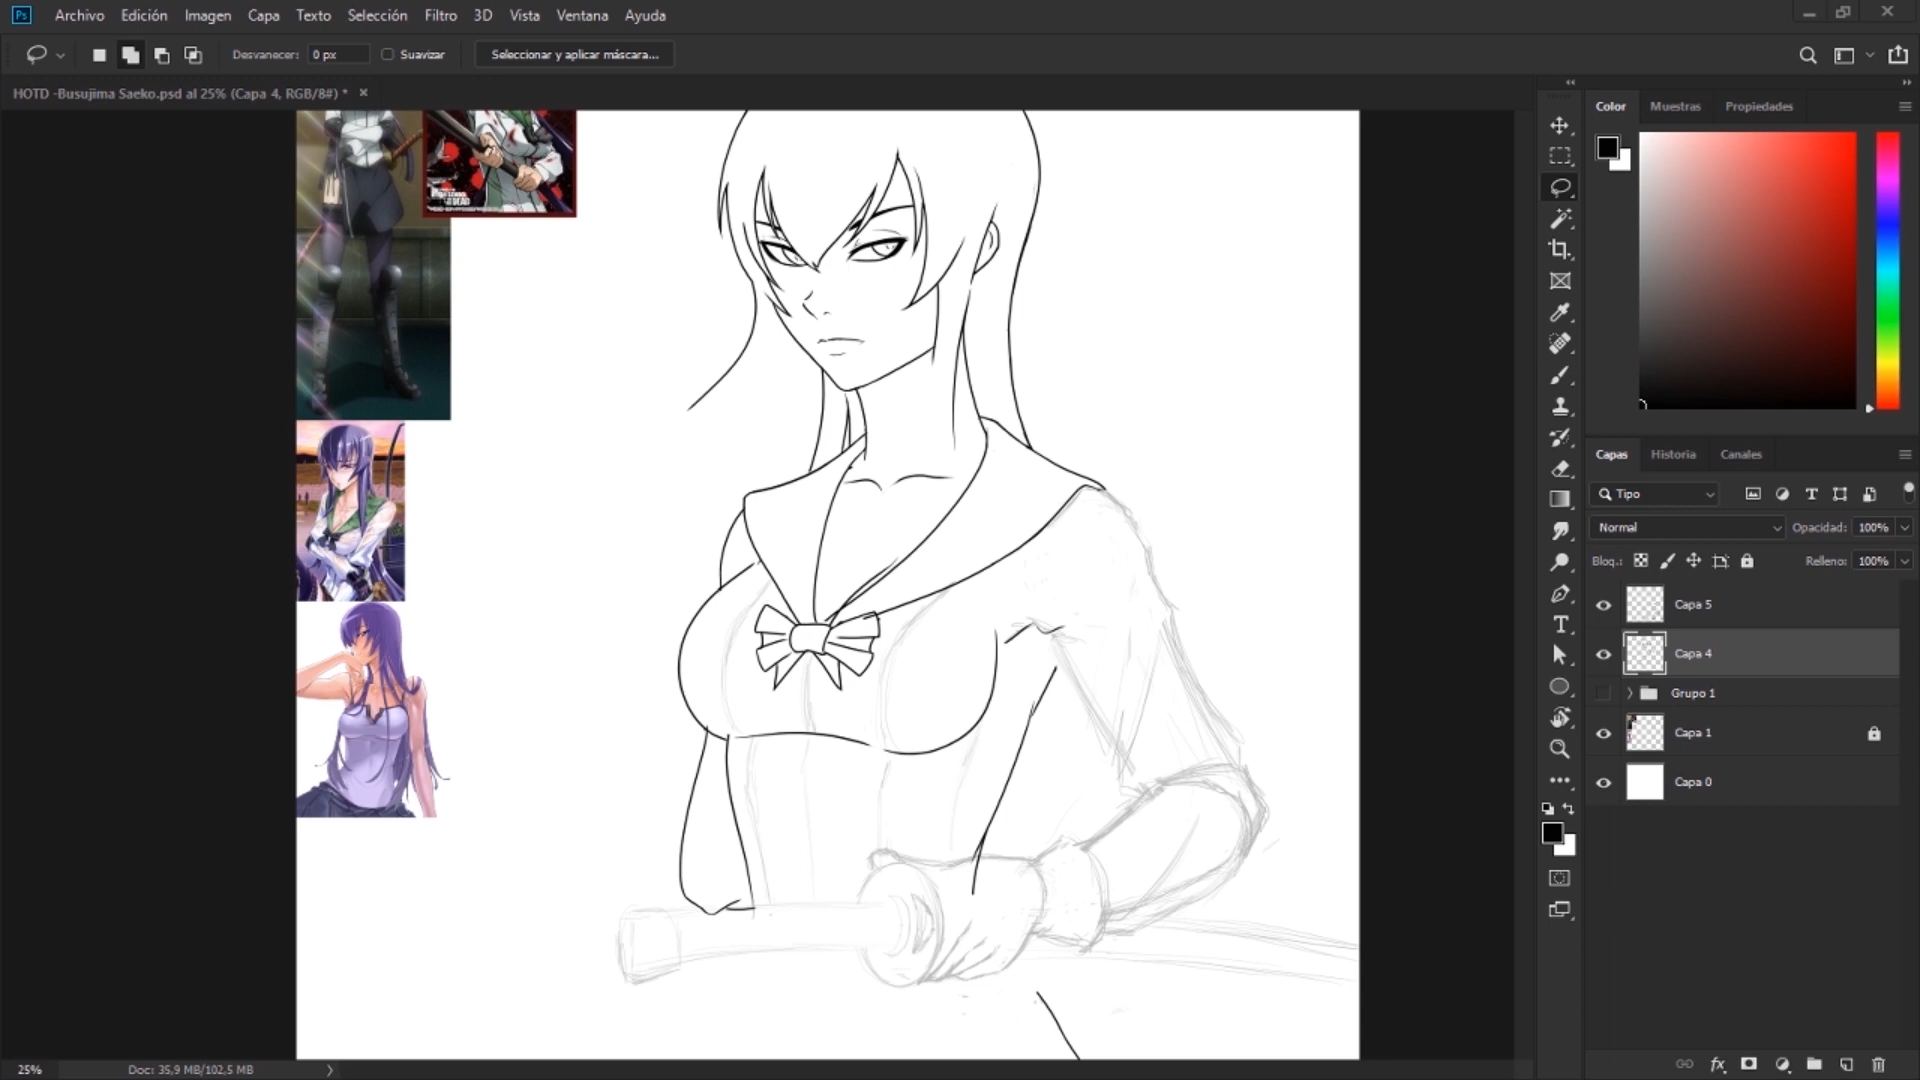 Ps Archivo Edición Imagen Capa Texto Selección Filtro 3D Vista Ventana Ayuda
Desvanecer: 0 px Suavizar Seleccionar y aplicar máscara...
HOTD -Busujima Saeko.psd al 25% (Capa 4, RGB/8#) *
Color Muestras Propiedades
Capas Historia Canales
Tipo
Normal Opacidad: 100%
Bloq.: Relleno: 100%
Capa 5
Capa 4
Grupo 1
Capa 1
Capa 0
fx
25% Doc: 35,9 MB/102,5 MB